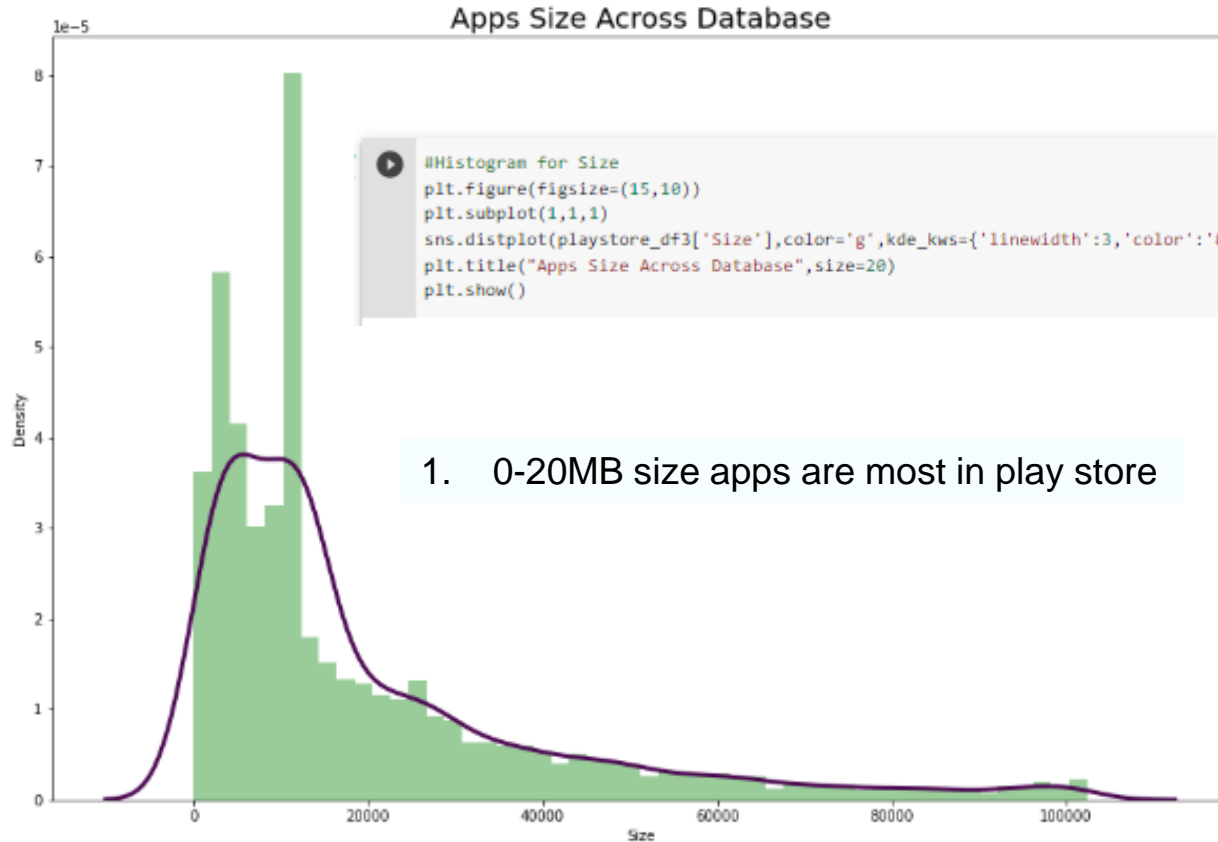 Apps Size Across Database
1e-5
8
7
6
5
4
3
2
1
0
Density
#Histogram for Size
plt.figure(figsize=(15,10))
plt.subplot(1,1,1)
sns.distplot(playstore_df3['Size'],color='g',kde_kws={'linewidth':3,'color':'
plt.title("Apps Size Across Database",size=20)
plt.show()
1. 0-20MB size apps are most in play store
0 20000 40000 60000 80000 100000
Size